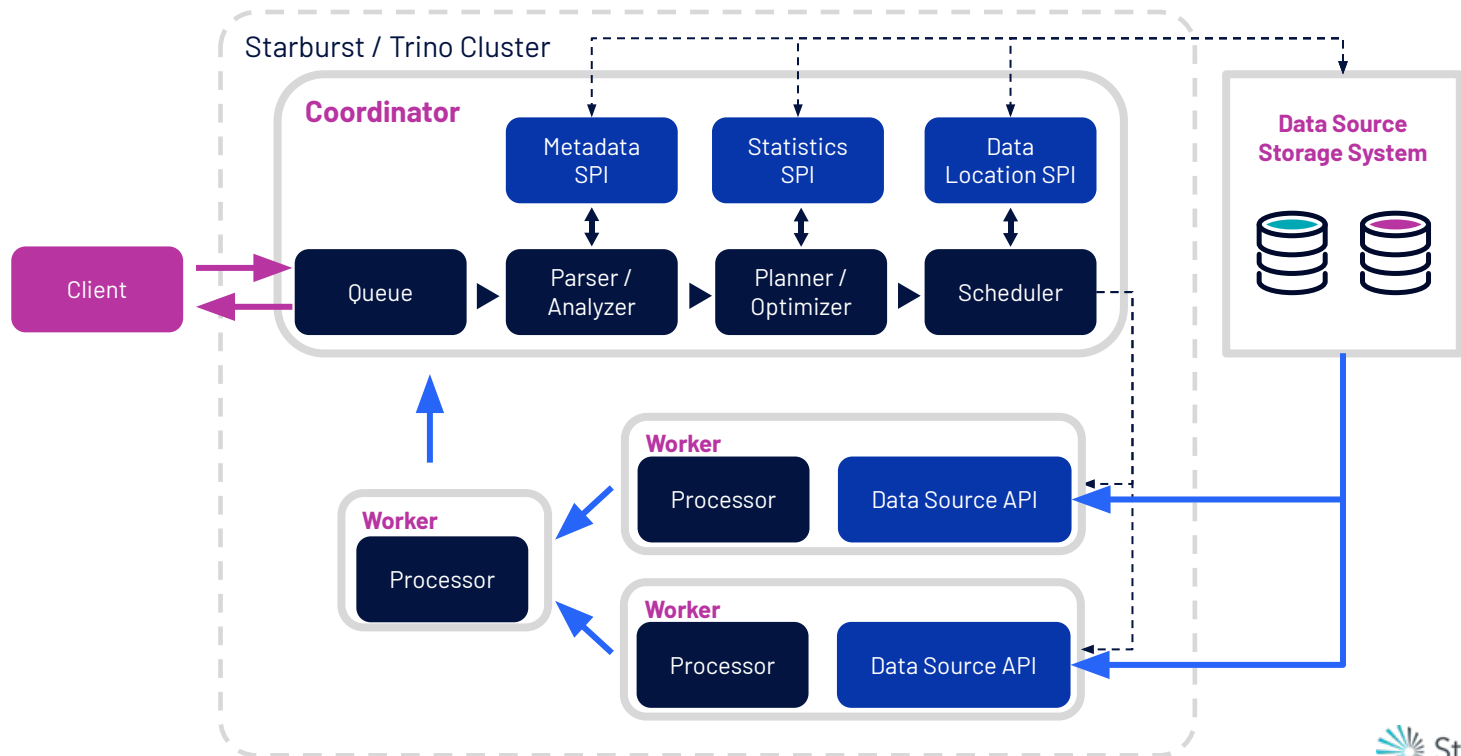 Starburst / Trino Cluster
Coordinator
Metadata
SPI
Statistics
SPI
Data
Location SPI
Data Source
Storage System
Client
Queue
Parser /
Analyzer
Planner /
Optimizer
Scheduler
Worker
Processor
Data Source API
Worker
Processor
Worker
Processor
Data Source API
St